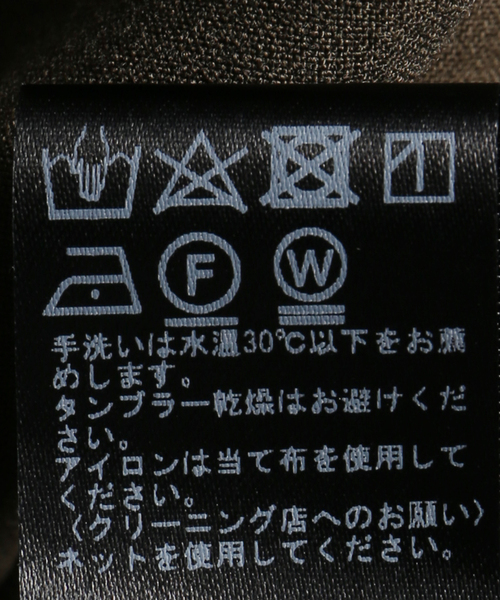 F W
手洗いは水温30℃以下をお願
めします。
タンブラー乾燥はお避けくだ
さい。
アイロンは当て布を使用して
ください。
〈クリーニング店へのお願い〉
ネットを使用してください。